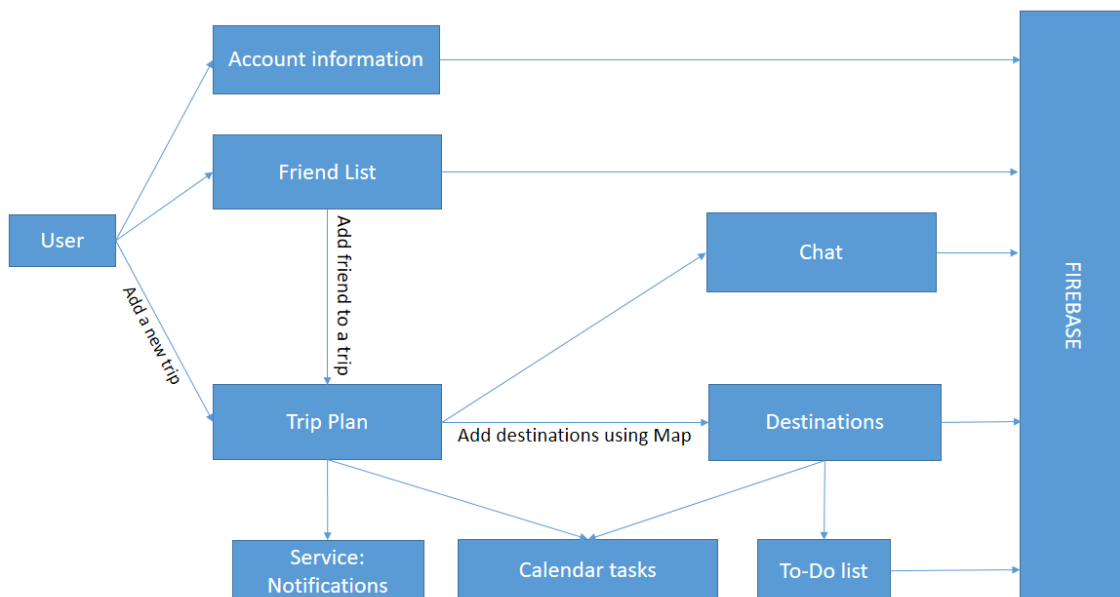 Account information
Friend List
User
Add a new trip
Add friend to a trip
Chat
FIREBASE
Trip Plan
Add destinations using Map
Destinations
Service:
Notifications
Calendar tasks
To-Do list